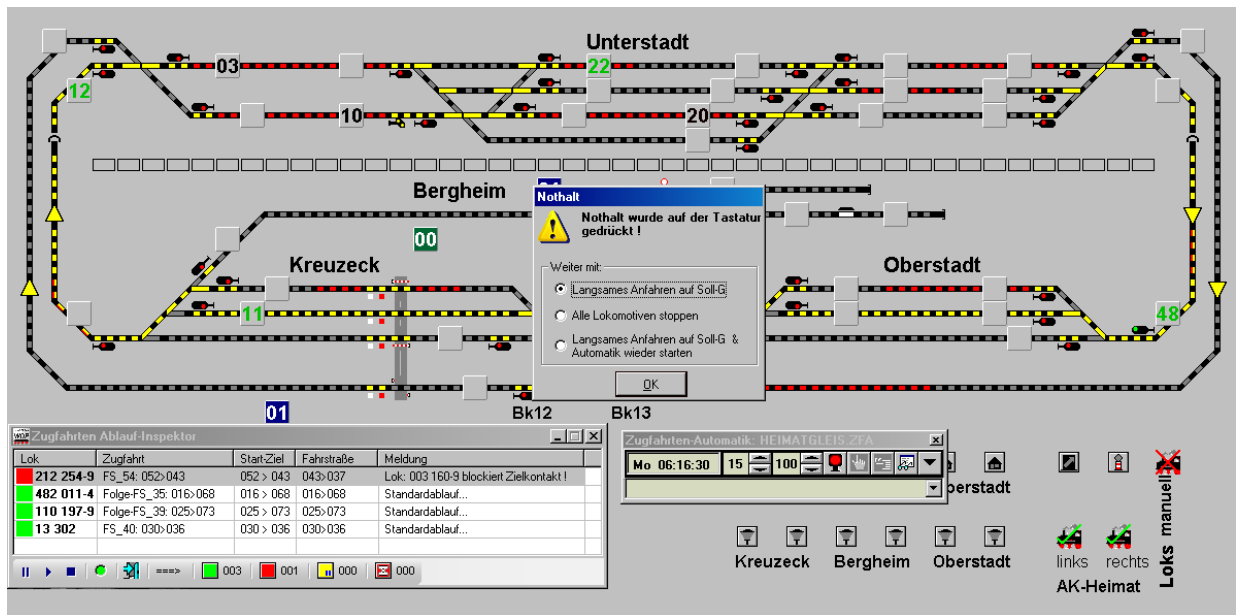 Unterstadt
03
22
12
10
20
Bergheim
00
Kreuzeck
Oberstadt
11
48
01
Bk12
Bk13
Nothalt
Nothalt wurde auf der Tastatur
gedrückt !
Weiter mit:
Langsames Anfahren auf Soll-G
Alle Lokomotiven stoppen
Langsames Anfahren auf Soll-G &
Automatik wieder starten
OK
Zugfahrten Ablauf-Inspektor
Lok Zugfahrt Start-Ziel Fahrstraße Meldung
212 254-9 FS_54: 052>043 052 > 043 043>037 Lok: 003 160-9 blockiert Zielkontakt !
482 011-4 Folge-FS_35: 016>068 016 > 068 016>068 Standardablauf...
110 197-9 Folge-FS_39: 025>073 025 > 073 025>073 Standardablauf...
13 302 FS_40: 030>036 030 > 036 030>036 Standardablauf...
===> 003 001 000 000
Zugfahrten-Automatik: HEIMATGLEIS.ZFA
Mo 06:16:30 15 100
berstadt
Kreuzeck Bergheim Oberstadt
links rechts
AK-Heimat
Loks manuell